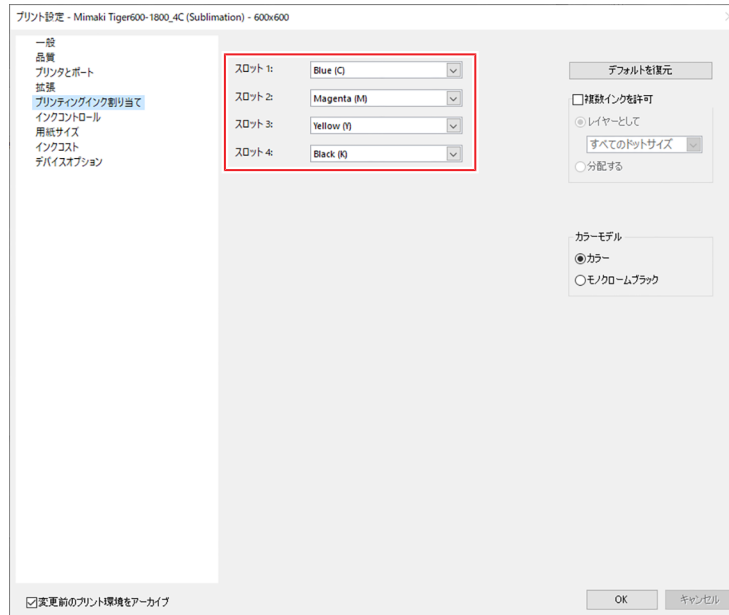 プリント設定 - Mimaki Tiger600-1800_4C (Sublimation) - 600x600
一般
品質
プリンタとポート
拡張
プリンティングインク割り当て
インクコントロール
用紙サイズ
インクコスト
デバイスオプション
スロット 1: Blue (C)
スロット 2: Magenta (M)
スロット 3: Yellow (Y)
スロット 4: Black (K)
デフォルトを復元
複数インクを許可
レイヤーとして
すべてのドットサイズ
分配する
カラーモデル
カラー
モノクロームブラック
変更前のプリント環境をアーカイブ
OK
キャンセル